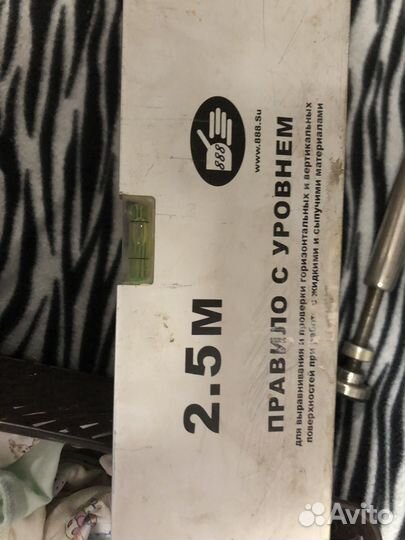 888
www.888.Su
2.5 М
ПРАВИЛО С УРОВНЕМ
для выравнивания и проверки горизонтальных и вертикальных
поверхностей при работе с жидкими и сыпучими материалами
Avito